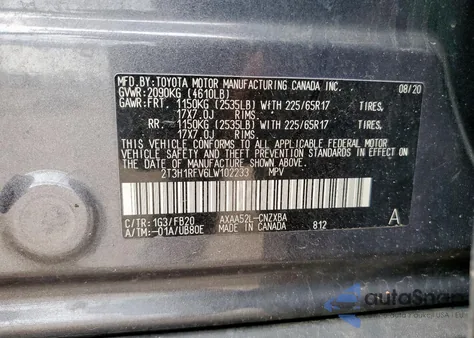 MFD.BY:TOYOTA MOTOR MANUFACTURING CANADA INC. 08/20
GVWR:2090KG (4610LB)
GAWR:FRT. 1150KG (2535LB) WITH 225/65R17 TIRES,
17X7.0J RIMS.
RR. 1150KG (2535LB) WITH 225/65R17 TIRES,
17X7.0J RIMS.
THIS VEHICLE CONFORMS TO ALL APPLICABLE
FEDERAL MOTOR VEHICLE SAFETY, BUMPER, AND
THEFT PREVENTION STANDARDS IN EFFECT ON THE DATE
OF MANUFACTURE SHOWN ABOVE.
2T3H1RFV6LW102233 MPV
C/TR:1G3/FB20 AXAA52L-CNZXBA A
A/TM:-01A/UB80E MADE IN CANADA 812
autoSnap